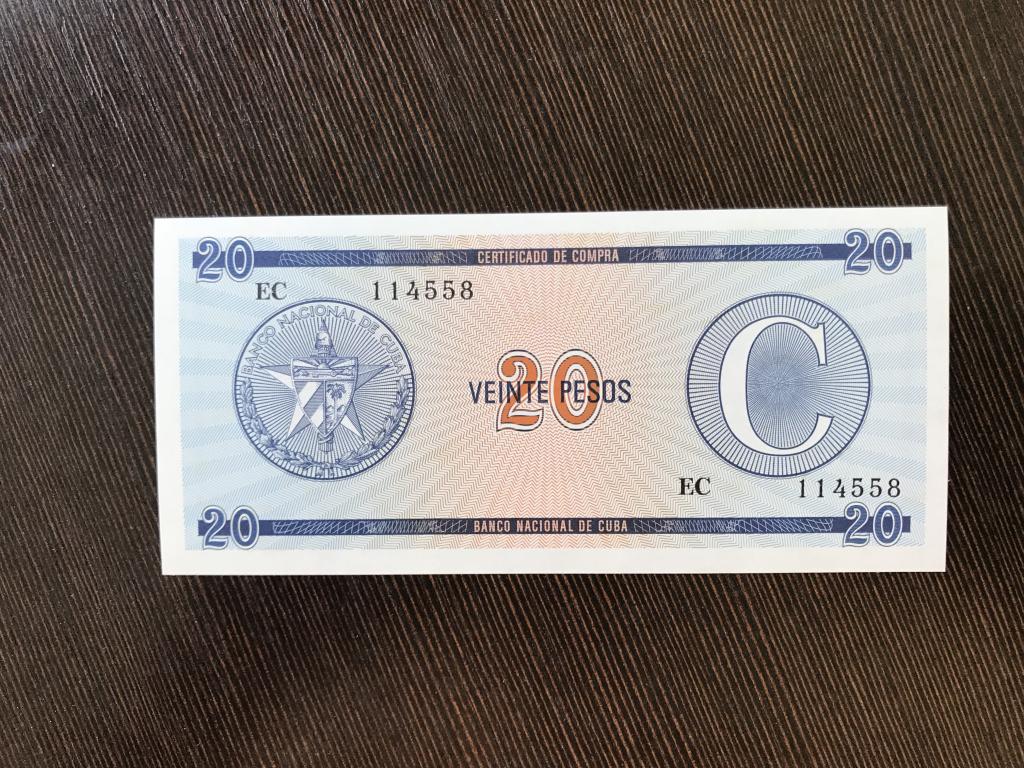 20 CERTIFICADO DE COMPRA 20
EC 114558
BANCO NACIONAL DE CUBA
C
20
VEINTE PESOS
EC 114558
20 BANCO NACIONAL DE CUBA 20